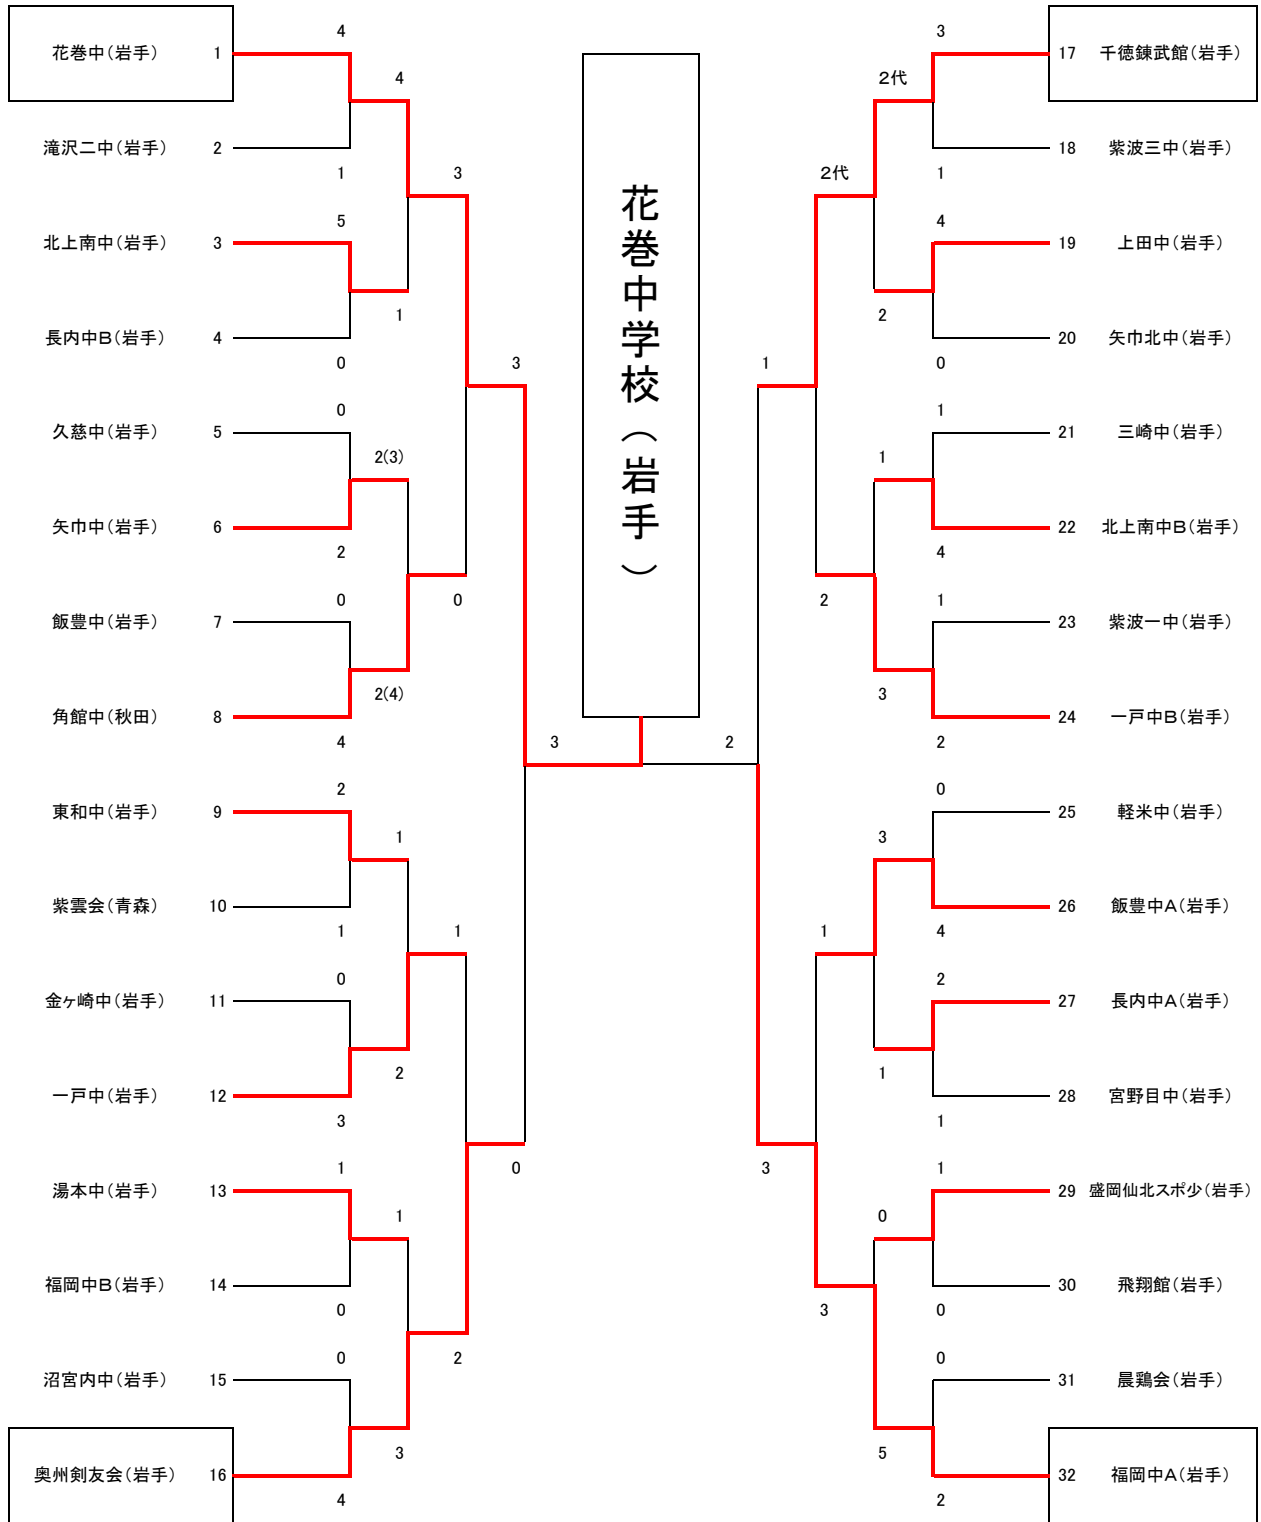 花巻中(岩手) 1
4
4
滝沢二中(岩手) 2
1
3
北上南中(岩手) 3
5
1
長内中B(岩手) 4
0
3
久慈中(岩手) 5
0
2(3)
矢巾中(岩手) 6
2
飯豊中(岩手) 7
0
0
2(4)
角館中(秋田) 8
4
3
東和中(岩手) 9
2
1
紫雲会(青森) 10
1
1
金ヶ崎中(岩手) 11
0
2
一戸中(岩手) 12
3
0
湯本中(岩手) 13
1
1
福岡中B(岩手) 14
0
2
沼宮内中(岩手) 15
0
3
奥州剣友会(岩手) 16
4
花巻中学校(岩手)
3
17 千徳錬武館(岩手)
2代
18 紫波三中(岩手)
1
2代
4
19 上田中(岩手)
2
20 矢巾北中(岩手)
0
1
1
21 三崎中(岩手)
1
22 北上南中B(岩手)
4
2
1
23 紫波一中(岩手)
3
24 一戸中B(岩手)
2
2
0
25 軽米中(岩手)
3
26 飯豊中A(岩手)
4
1
2
27 長内中A(岩手)
1
28 宮野目中(岩手)
1
3
1
29 盛岡仙北スポ少(岩手)
0
30 飛翔館(岩手)
0
3
0
31 晨鶏会(岩手)
5
32 福岡中A(岩手)
2